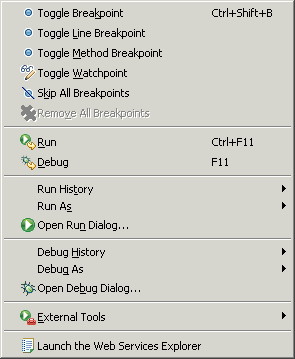 Toggle Breakpoint Ctrl+Shift+B
Toggle Line Breakpoint
Toggle Method Breakpoint
Toggle Watchpoint
Skip All Breakpoints
Remove All Breakpoints
Run Ctrl+F11
Debug F11
Run History
Run As
Open Run Dialog...
Debug History
Debug As
Open Debug Dialog...
External Tools
Launch the Web Services Explorer